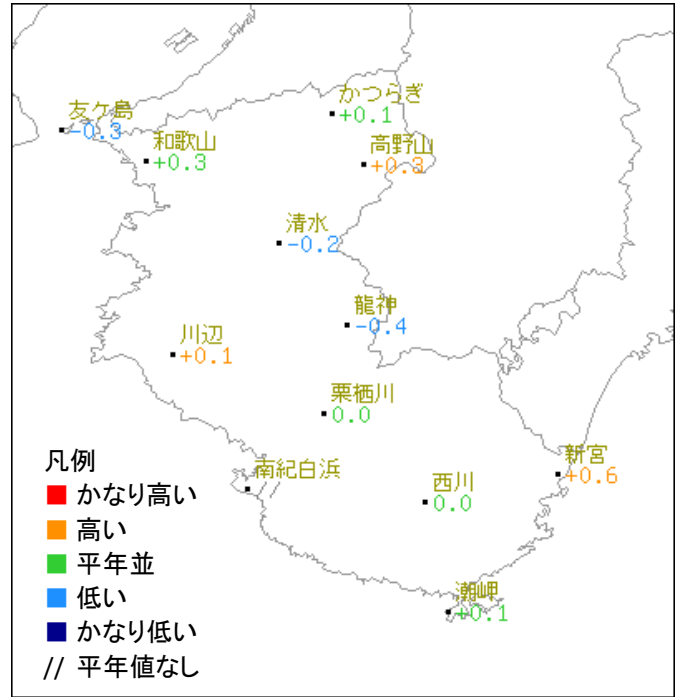 かつらぎ
+0.1
友ケ島
-0.3
和歌山
+0.3
高野山
+0.3
清水
-0.2
龍神
-0.4
川辺
+0.1
栗栖川
0.0
南紀白浜
//
西川
0.0
新宮
+0.6
潮岬
+0.1
凡例
かなり高い
高い
平年並
低い
かなり低い
// 平年値なし